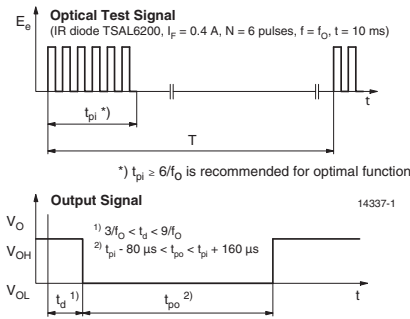 Optical Test Signal
(IR diode TSAL6200, I_F = 0.4 A, N = 6 pulses, f = f_O, t = 10 ms)
E_e
t
t_pi *)
T
*) t_pi ≥ 6/f_O is recommended for optimal function
Output Signal
14337-1
V_O
V_OH
V_OL
1) 3/f_O < t_d < 9/f_O
2) t_pi - 80 µs < t_po < t_pi + 160 µs
t_d 1)
t_po 2)
t